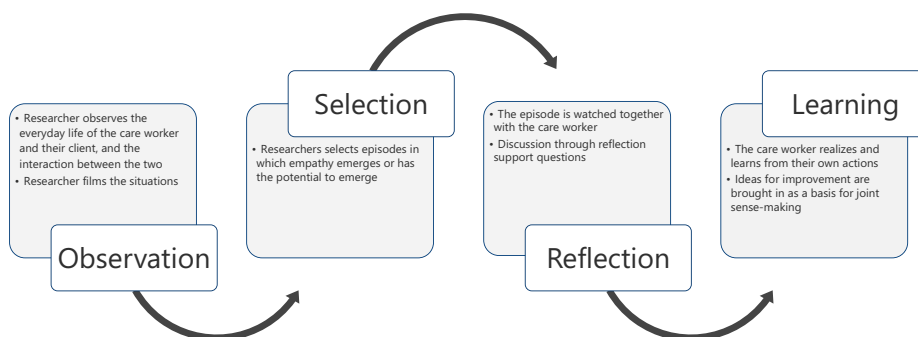 • Researcher observes the
everyday life of the care worker
and their client, and the
interaction between the two
• Researcher films the situations
Observation
Selection
• Researchers selects episodes in
which empathy emerges or has
the potential to emerge
• The episode is watched together
with the care worker
• Discussion through reflection
support questions
Reflection
Learning
• The care worker realizes and
learns from their own actions
• Ideas for improvement are
brought in as a basis for joint
sense-making